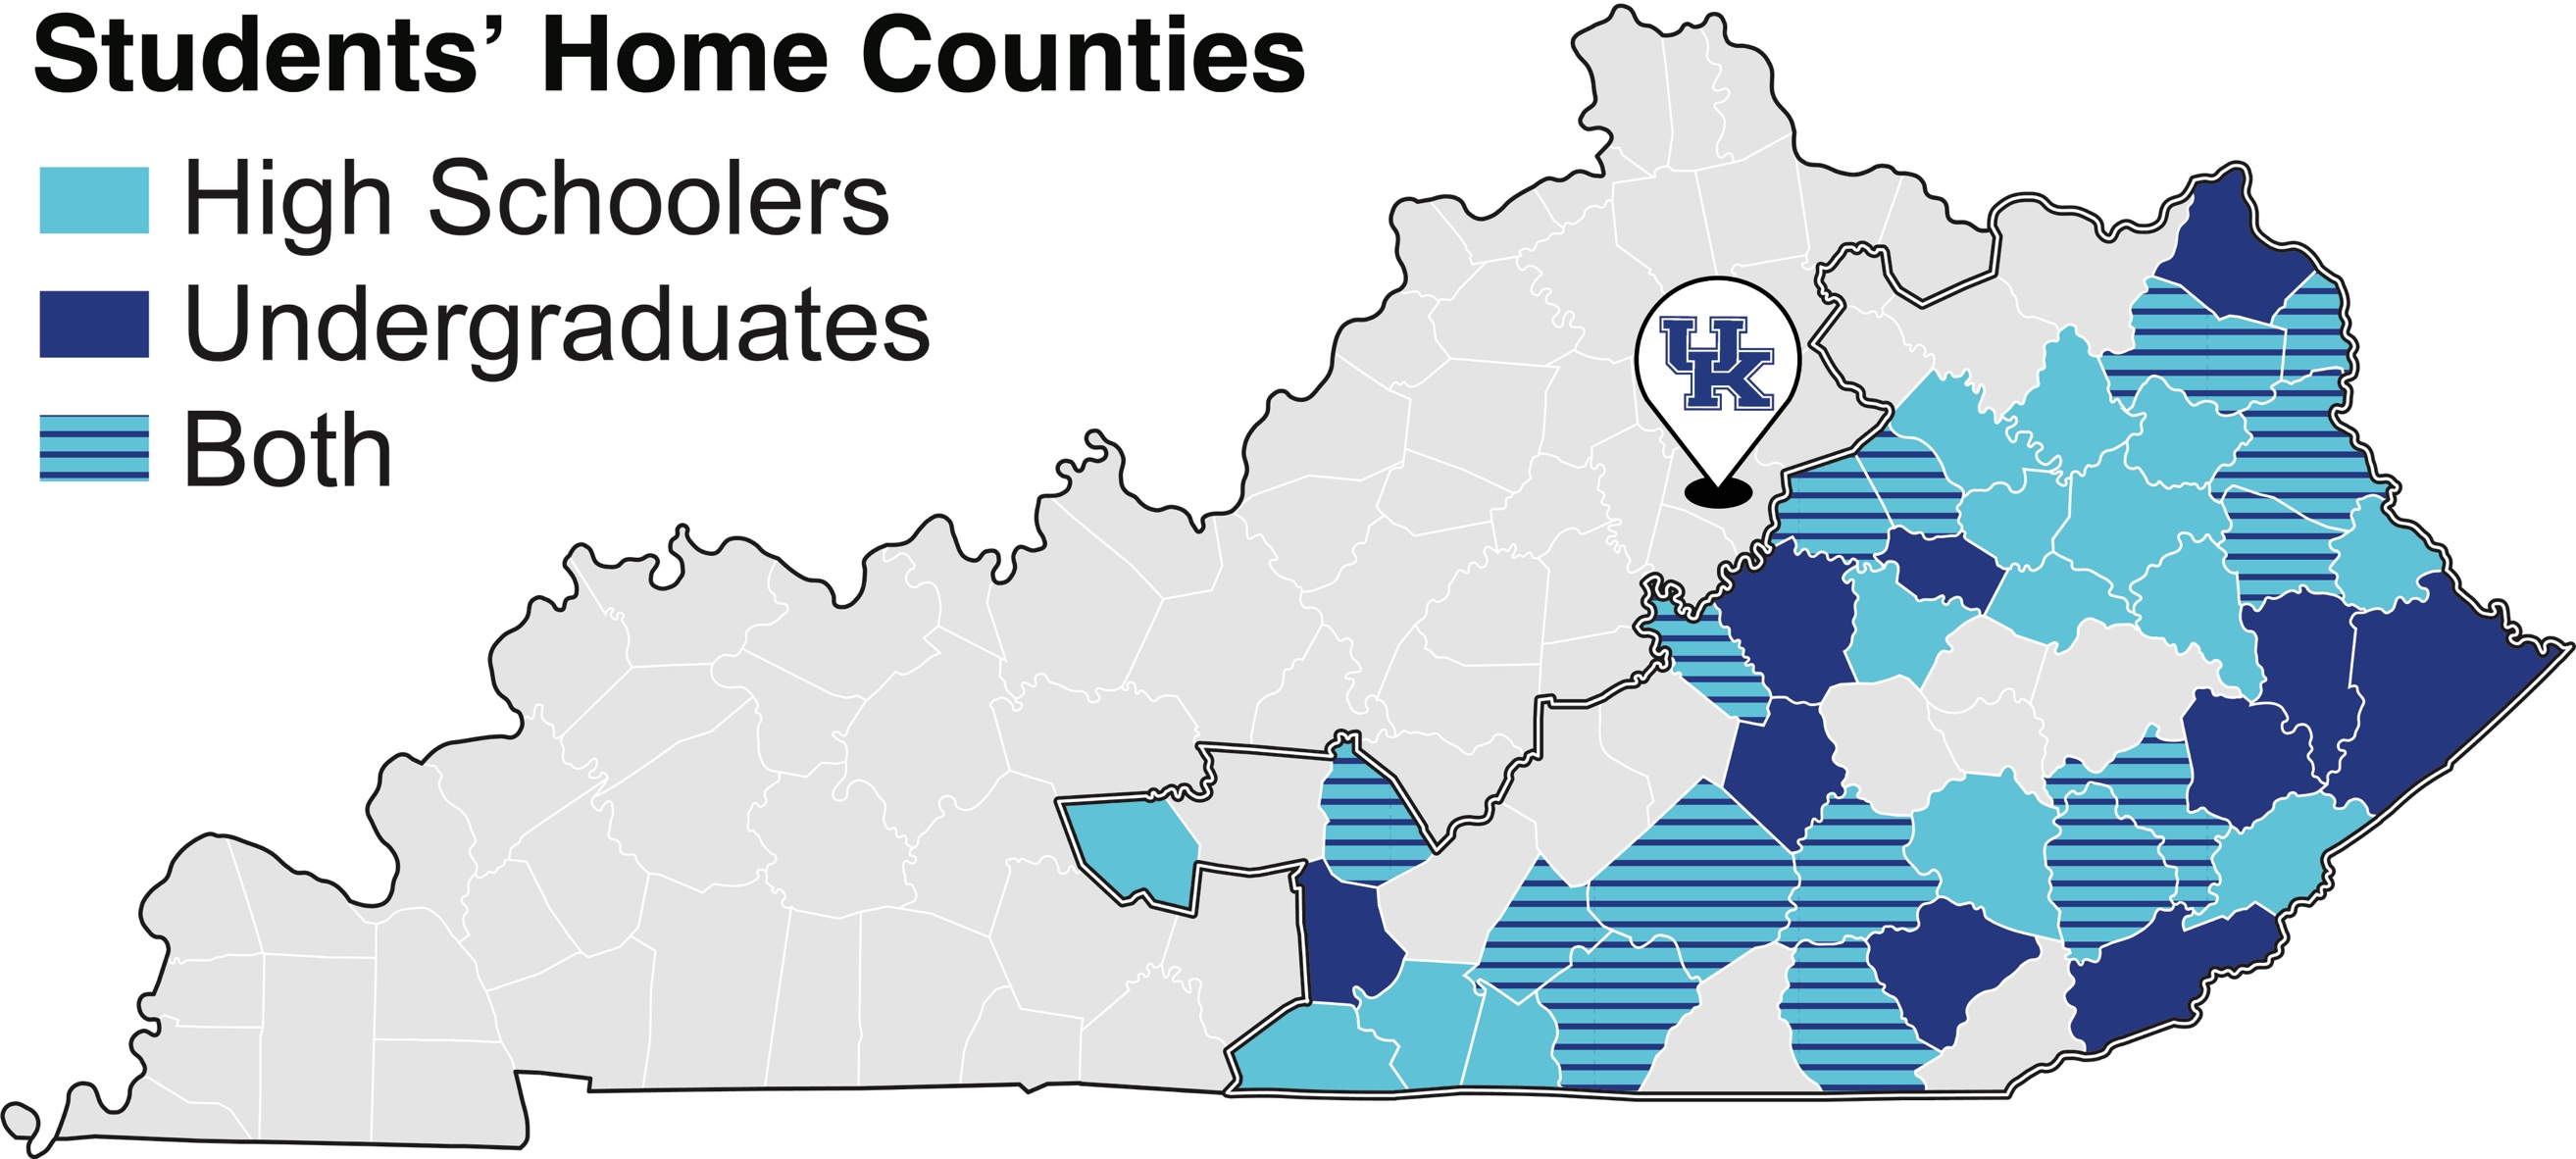 Students’ Home Counties
High Schoolers
Undergraduates
Both
UK